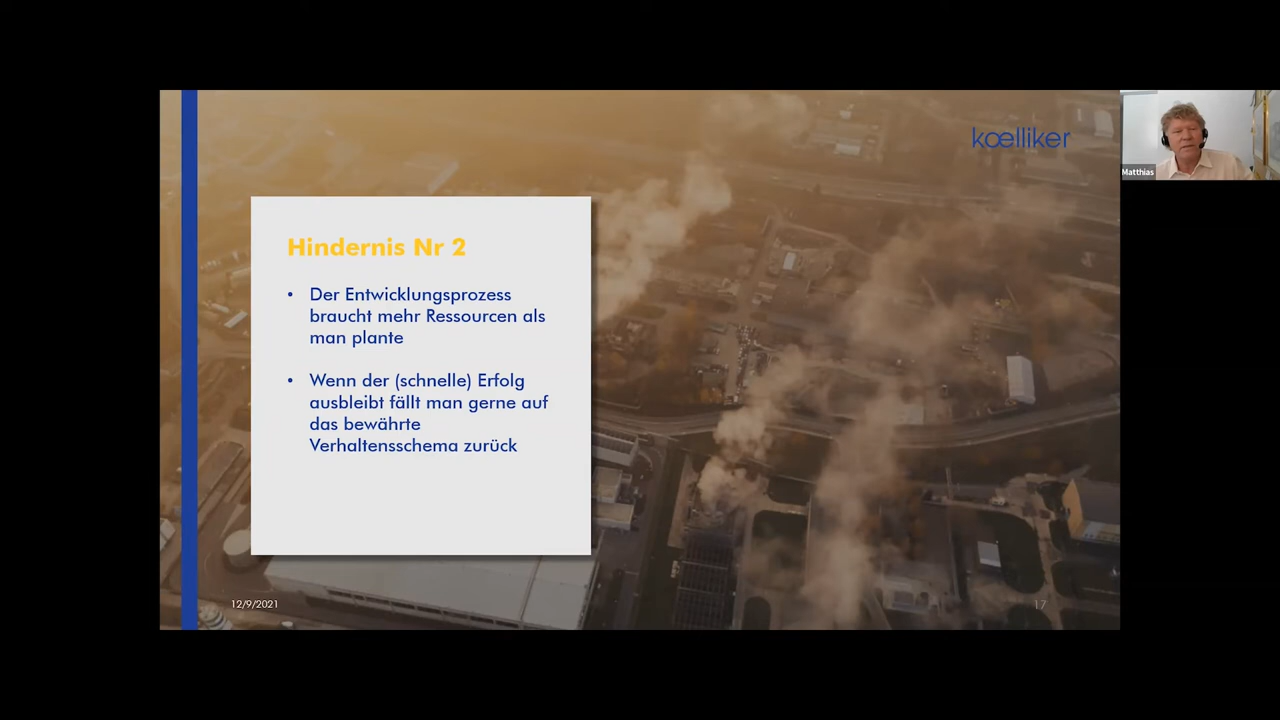 kœlliker
Matthias
Hindernis Nr 2
• Der Entwicklungsprozess
braucht mehr Ressourcen als
man plante
• Wenn der (schnelle) Erfolg
ausbleibt fällt man gerne auf
das bewährte
Verhaltensschema zurück
12/9/2021
17